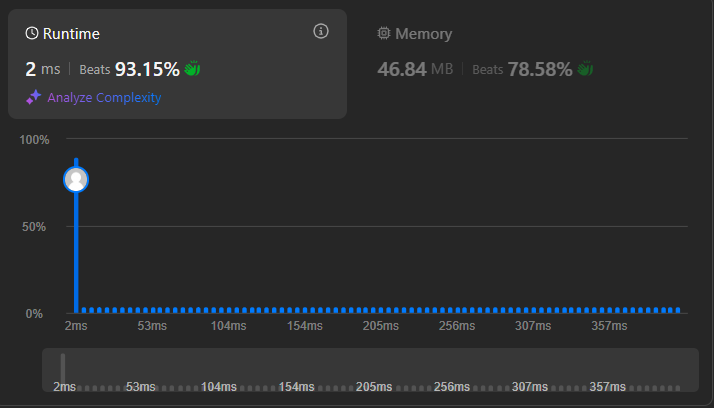 Runtime
2 ms | Beats 93.15%
Analyze Complexity
Memory
46.84 MB | Beats 78.58%
100%
50%
0%
2ms 53ms 104ms 154ms 205ms 256ms 307ms 357ms
2ms 53ms 104ms 154ms 205ms 256ms 307ms 357ms